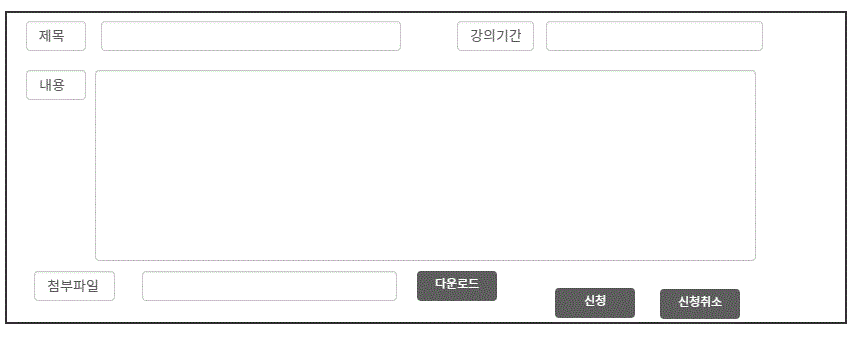 제목
강의기간
내용
첨부파일
다운로드
신청
신청취소